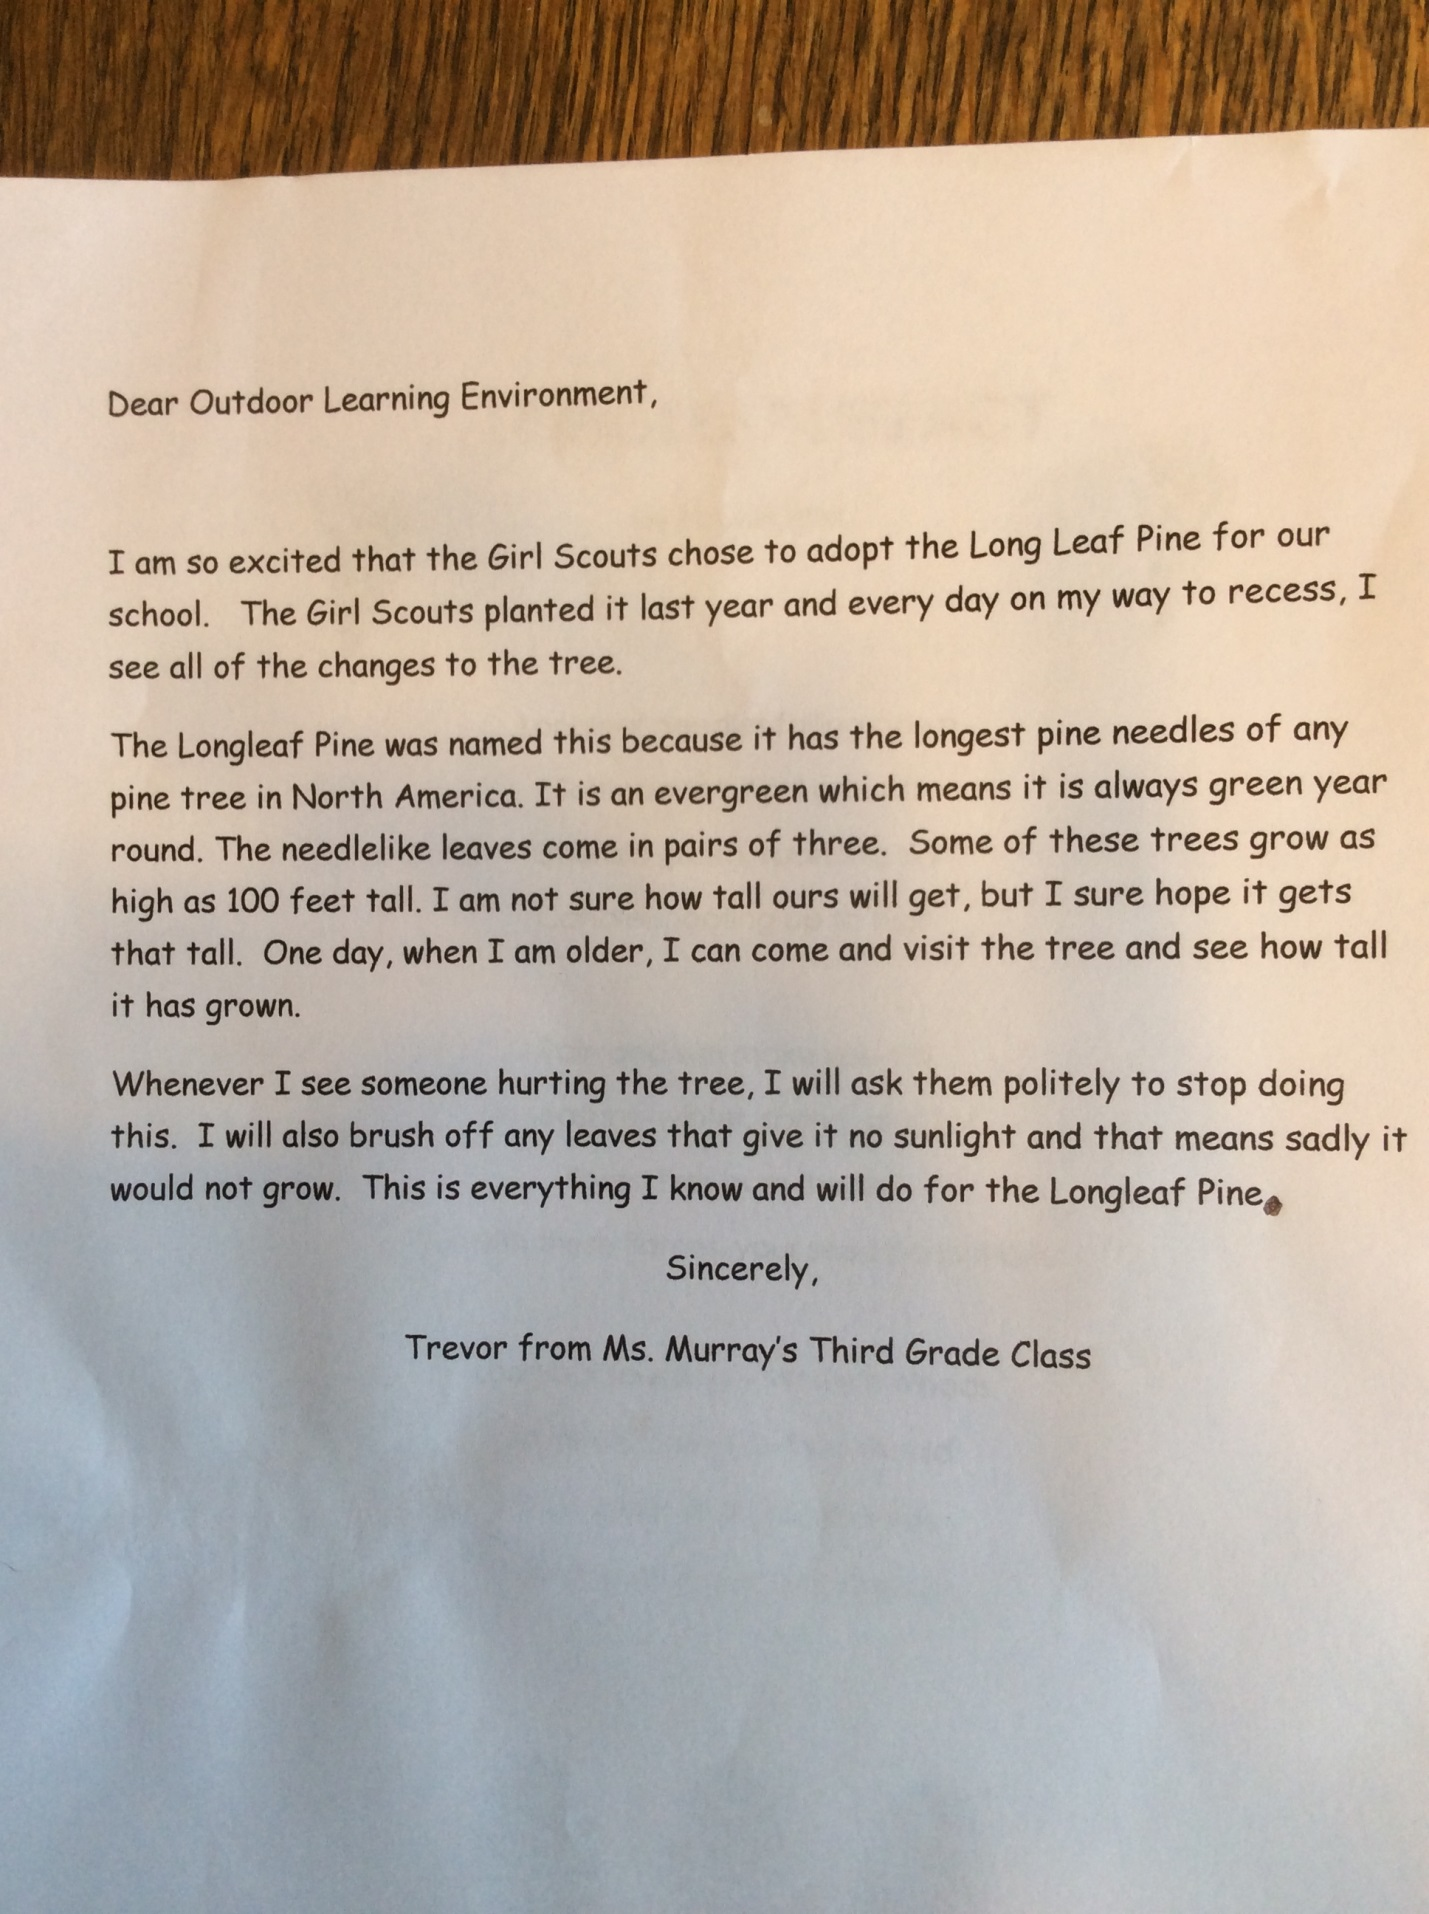 Dear Outdoor Learning Environment,
I am so excited that the Girl Scouts chose to adopt the Long Leaf Pine for our
school.   The Girl Scouts planted it last year and every day on my way to recess, I
see all of the changes to the tree.
The Longleaf Pine was named this because it has the longest pine needles of any
pine tree in North America. It is an evergreen which means it is always green year
round. The needlelike leaves come in pairs of three.  Some of these trees grow as
high as 100 feet tall. I am not sure how tall ours will get, but I sure hope it gets
that tall.  One day, when I am older, I can come and visit the tree and see how tall
it has grown.
Whenever I see someone hurting the tree, I will ask them politely to stop doing
this.  I will also brush off any leaves that give it no sunlight and that means sadly it
would not grow.  This is everything I know and will do for the Longleaf Pine.
Sincerely,
Trevor from Ms. Murray's Third Grade Class